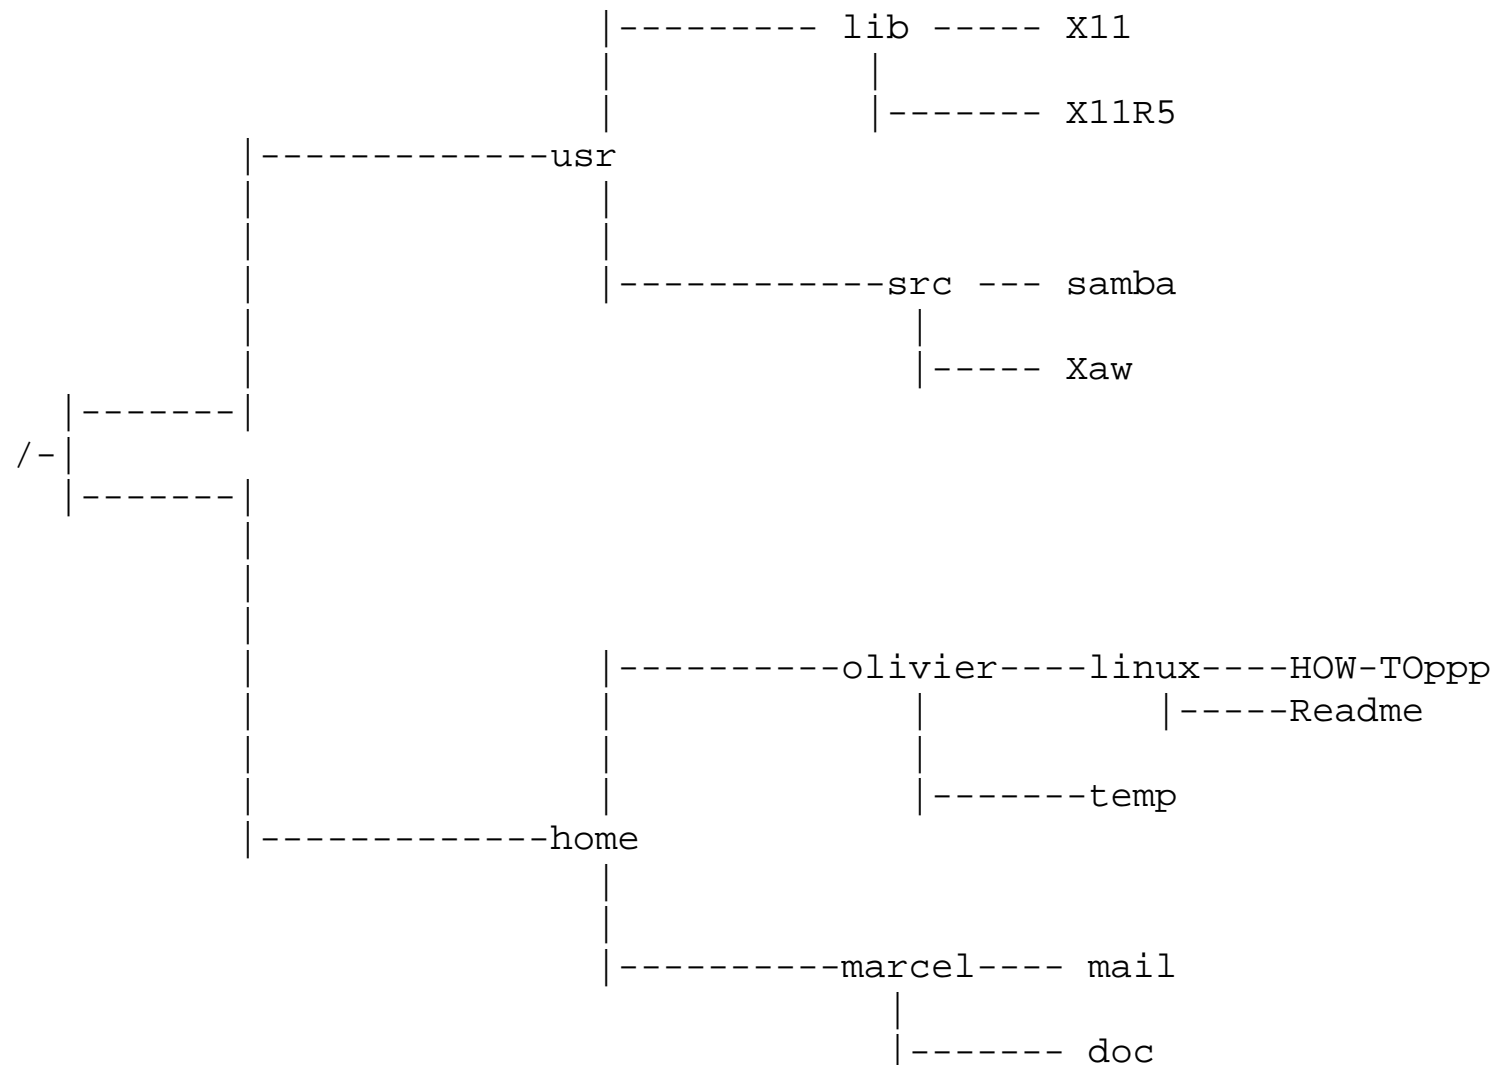 |--------- lib ----- X11
|            |
|            |------- X11R5
|-------------usr
|                |
|                |
|                |------------src --- samba
|                               |
|                               |----- Xaw
|-------|
/-|
|-------|
|
|
|
|                |----------olivier----linux----HOW-TOppp
|                |              |          |-----Readme
|                |              |
|                |              |-------temp
|-------------home
|
|
|----------marcel---- mail
|
|------- doc